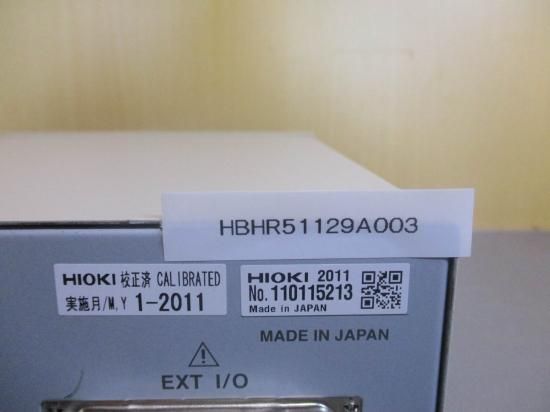 HBHR51129A003
HIOKI 校正済 CALIBRATED
実施月/M,Y 1-2011
HIOKI 2011
No. 110115213
Made in JAPAN
MADE IN JAPAN
EXT I/O